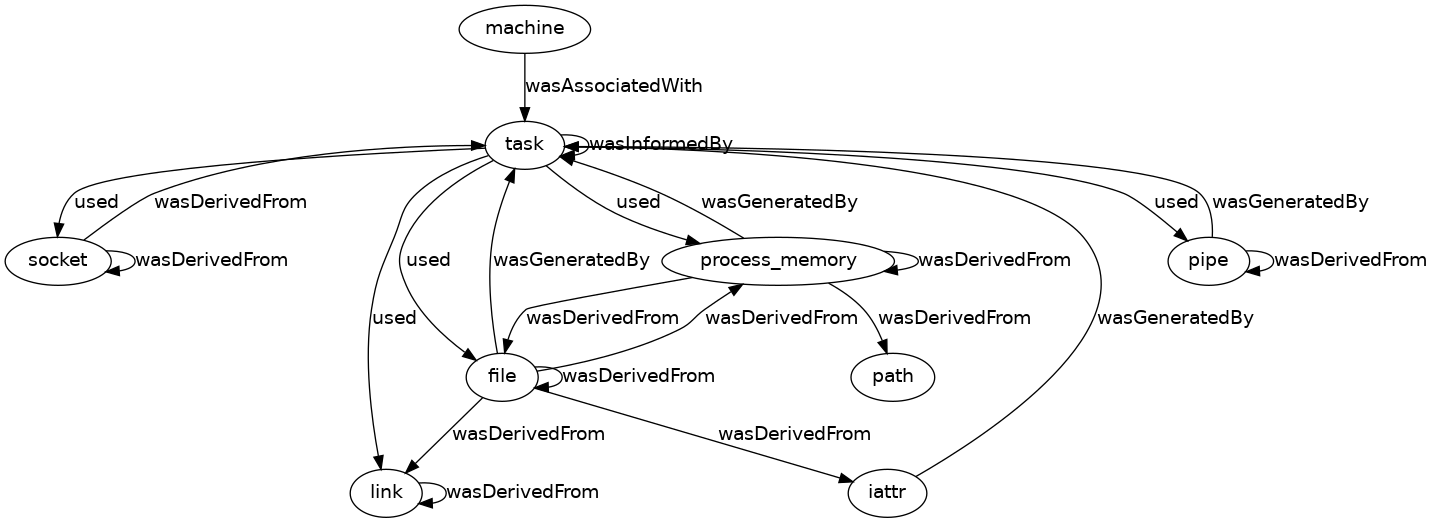 machine
wasAssociatedWith
task
wasInformedBy
used
wasDerivedFrom
used
wasGeneratedBy
used
wasGeneratedBy
socket
wasDerivedFrom
used
wasGeneratedBy
process_memory
wasDerivedFrom
pipe
wasDerivedFrom
used
wasDerivedFrom
wasDerivedFrom
wasDerivedFrom
wasGeneratedBy
file
wasDerivedFrom
path
wasDerivedFrom
wasDerivedFrom
link
wasDerivedFrom
iattr